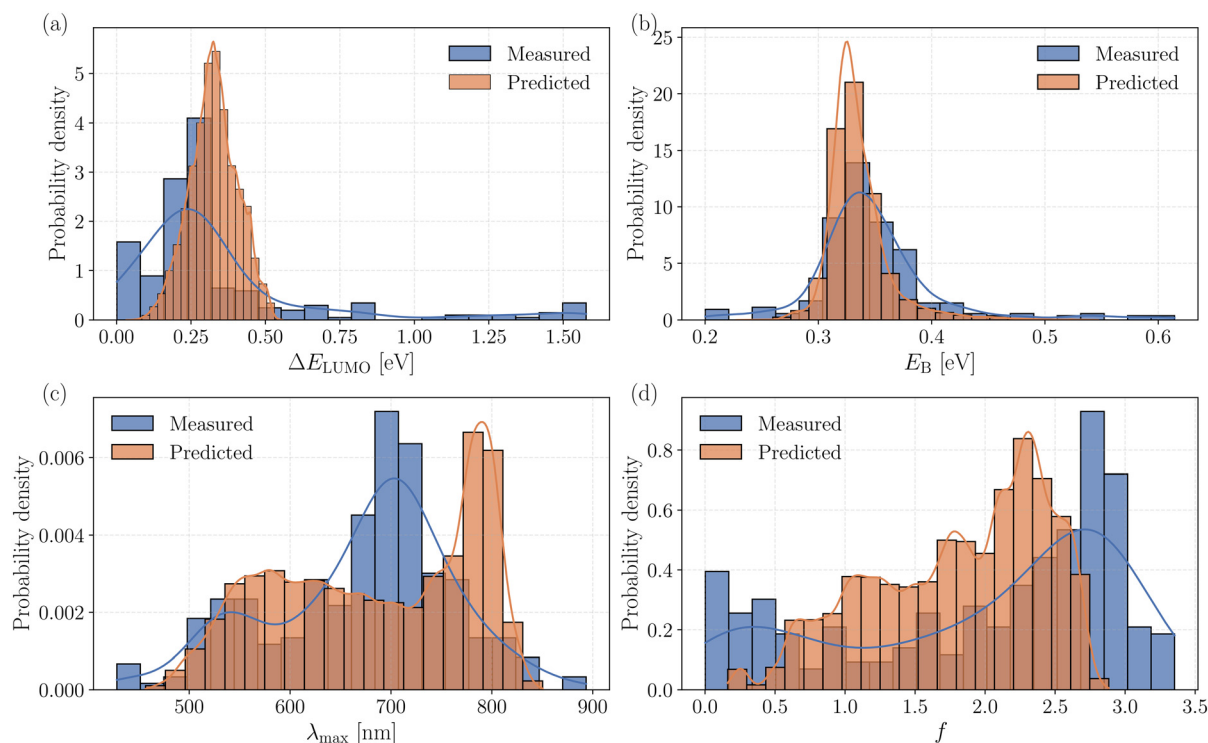 (a)
Measured
Predicted
Probability density
5
4
3
2
1
0
0.00
0.25
0.50
0.75
1.00
1.25
1.50
ΔE_LUMO [eV]
(b)
Measured
Predicted
Probability density
25
20
15
10
5
0
0.2
0.3
0.4
0.5
0.6
E_B [eV]
(c)
Measured
Predicted
Probability density
0.006
0.004
0.002
0.000
500
600
700
800
900
λ_max [nm]
(d)
Measured
Predicted
Probability density
0.8
0.6
0.4
0.2
0.0
0.0
0.5
1.0
1.5
2.0
2.5
3.0
3.5
f